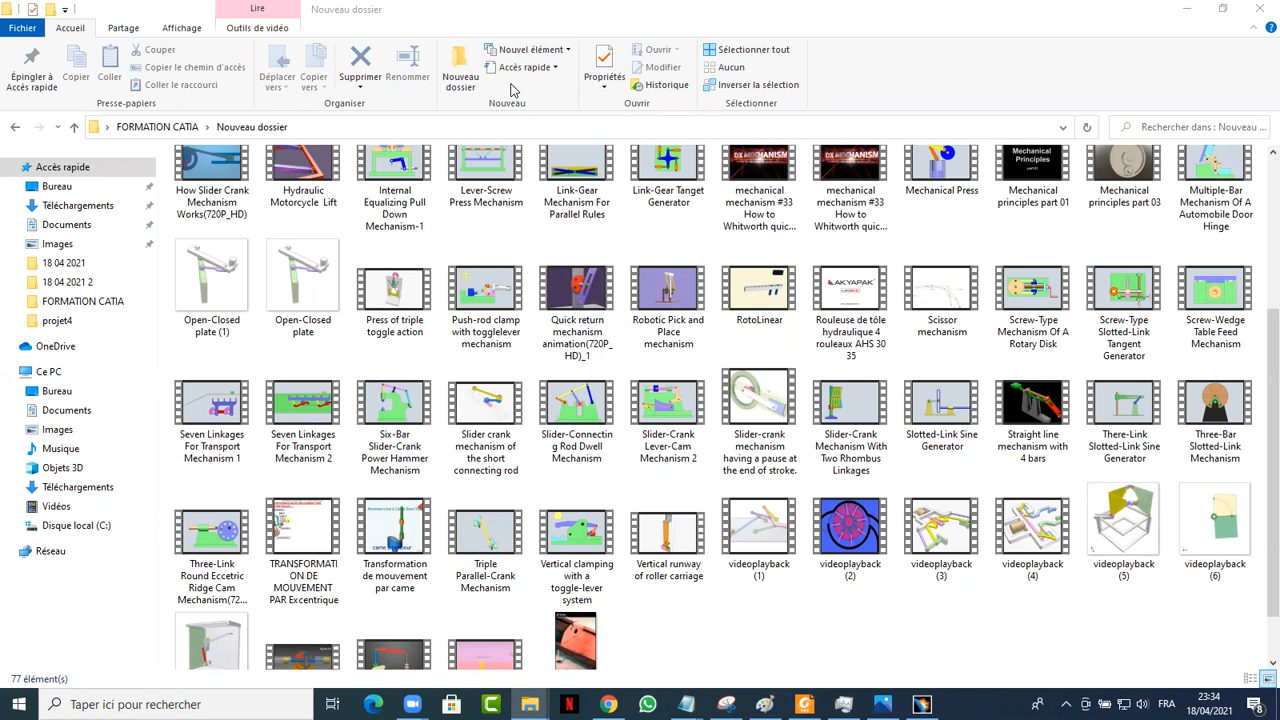 Lire
Nouveau dossier
Fichier
Accueil
Partage
Affichage
Outils de vidéo
Épingler à
Accès rapide
Copier
Coller
Couper
Copier le chemin d'accès
Coller le raccourci
Presse-papiers
Déplacer
vers
Copier
vers
Supprimer
Renommer
Organiser
Nouveau
dossier
Nouvel élément
Accès rapide
Nouveau
Propriétés
Ouvrir
Modifier
Historique
Ouvrir
Sélectionner tout
Aucun
Inverser la sélection
Sélectionner
FORMATION CATIA
Nouveau dossier
Rechercher dans : Nouveau ...
Accès rapide
Bureau
Téléchargements
Documents
Images
18 04 2021
18 04 2021 2
FORMATION CATIA
projet4
OneDrive
Ce PC
Bureau
Documents
Images
Musique
Objets 3D
Téléchargements
Vidéos
Disque local (C:)
Réseau
DX MECHANISM
DX MECHANISM
Mechanical
Principles
part01
How Slider Crank
Mechanism
Works(720P_HD)
Hydraulic
Motorcycle Lift
Internal
Equalizing Pull
Down
Mechanism-1
Lever-Screw
Press Mechanism
Link-Gear
Mechanism For
Parallel Rules
Link-Gear Tanget
Generator
mechanical
mechanism #33
How to
Whitworth quic...
mechanical
mechanism #33
How to
Whitworth quic...
Mechanical Press
Mechanical
principles part 01
Mechanical
principles part 03
Multiple-Bar
Mechanism Of A
Automobile Door
Hinge
AKYAPAK
Open-Closed
plate (1)
Open-Closed
plate
Press of triple
toggle action
Push-rod clamp
with togglelever
mechanism
Quick return
mechanism
animation(720P_
HD)_1
Robotic Pick and
Place
mechanism
RotoLinear
Rouleuse de tôle
hydraulique 4
rouleaux AHS 30
35
Scissor
mechanism
Screw-Type
Mechanism Of A
Rotary Disk
Screw-Type
Slotted-Link
Tangent
Generator
Screw-Wedge
Table Feed
Mechanism
Seven Linkages
For Transport
Mechanism 1
Seven Linkages
For Transport
Mechanism 2
Six-Bar
Slider-Crank
Power Hammer
Mechanism
Slider crank
mechanism of
the short
connecting rod
Slider-Connectin
g Rod Dwell
Mechanism
Slider-Crank
Lever-Cam
Mechanism 2
Slider-crank
mechanism
having a pause at
the end of stroke.
Slider-Crank
Mechanism With
Two Rhombus
Linkages
Slotted-Link Sine
Generator
Straight line
mechanism with
4 bars
There-Link
Slotted-Link Sine
Generator
Three-Bar
Slotted-Link
Mechanism
Three-Link
Round Eccetric
Ridge Cam
Mechanism(72...
TRANSFORMATI
ON DE
MOUVEMENT
PAR Excentrique
Transformation
de mouvement
par came
Triple
Parallel-Crank
Mechanism
Vertical clamping
with a
toggle-lever
system
Vertical runway
of roller carriage
videoplayback
(1)
videoplayback
(2)
videoplayback
(3)
videoplayback
(4)
videoplayback
(5)
videoplayback
(6)
77 élément(s)
Taper ici pour rechercher
FRA
23:34
18/04/2021
8